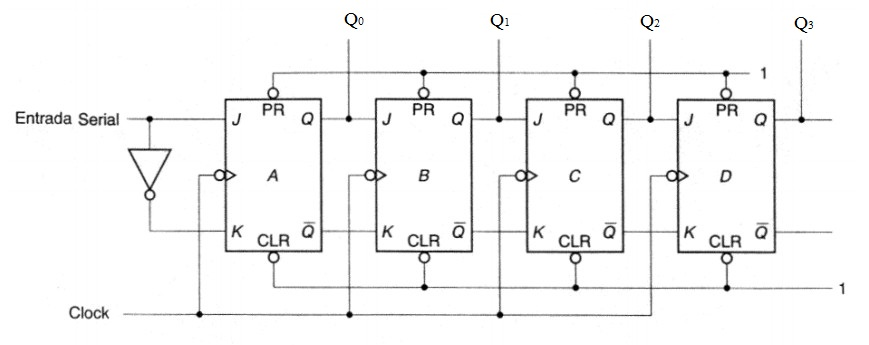 Q0 Q1 Q2 Q3
1
Entrada Serial
J PR Q J PR Q J PR Q J PR Q
A B C D
K CLR Q̅ K CLR Q̅ K CLR Q̅ K CLR Q̅
1
Clock